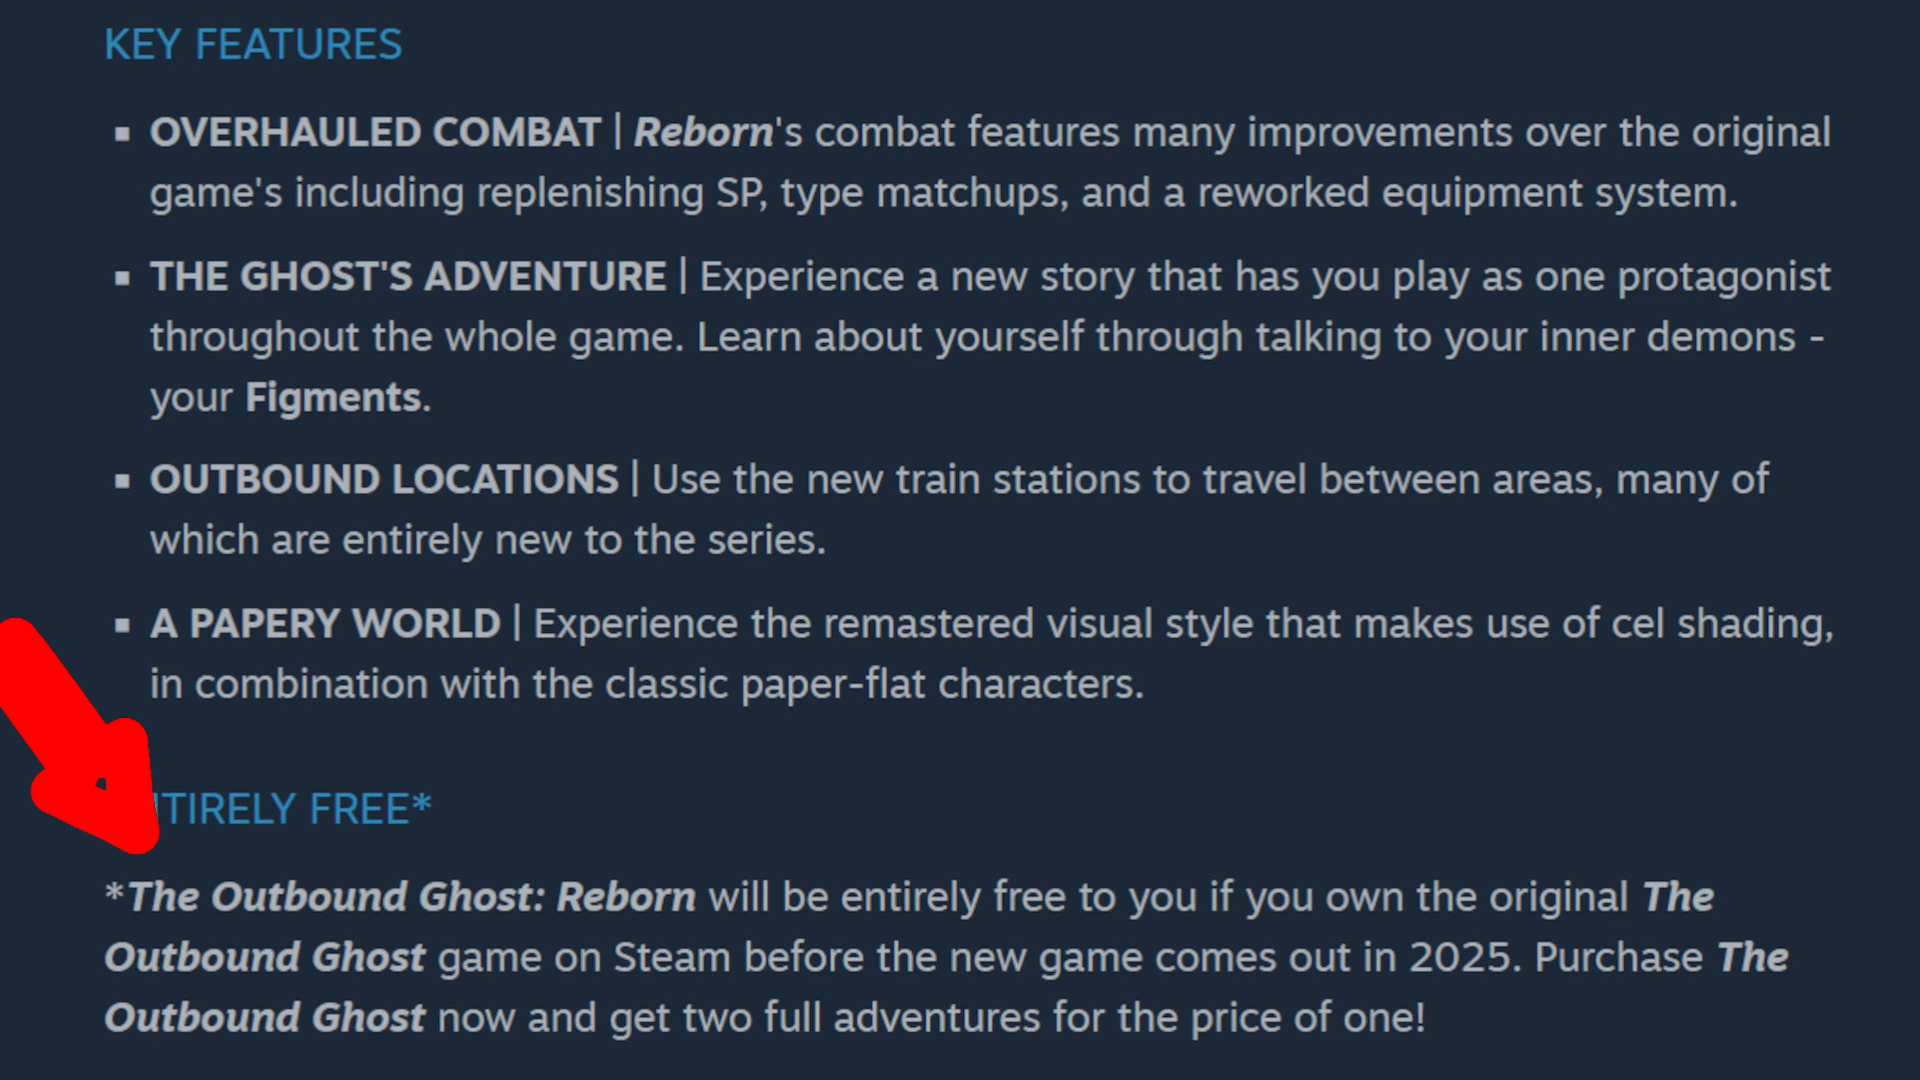 KEY FEATURES
▪ OVERHAULED COMBAT | Reborn's combat features many improvements over the original
game's including replenishing SP, type matchups, and a reworked equipment system.
▪ THE GHOST'S ADVENTURE | Experience a new story that has you play as one protagonist
throughout the whole game. Learn about yourself through talking to your inner demons -
your Figments.
▪ OUTBOUND LOCATIONS | Use the new train stations to travel between areas, many of
which are entirely new to the series.
▪ A PAPERY WORLD | Experience the remastered visual style that makes use of cel shading,
in combination with the classic paper-flat characters.
TIRELY FREE*
*The Outbound Ghost: Reborn will be entirely free to you if you own the original The
Outbound Ghost game on Steam before the new game comes out in 2025. Purchase The
Outbound Ghost now and get two full adventures for the price of one!